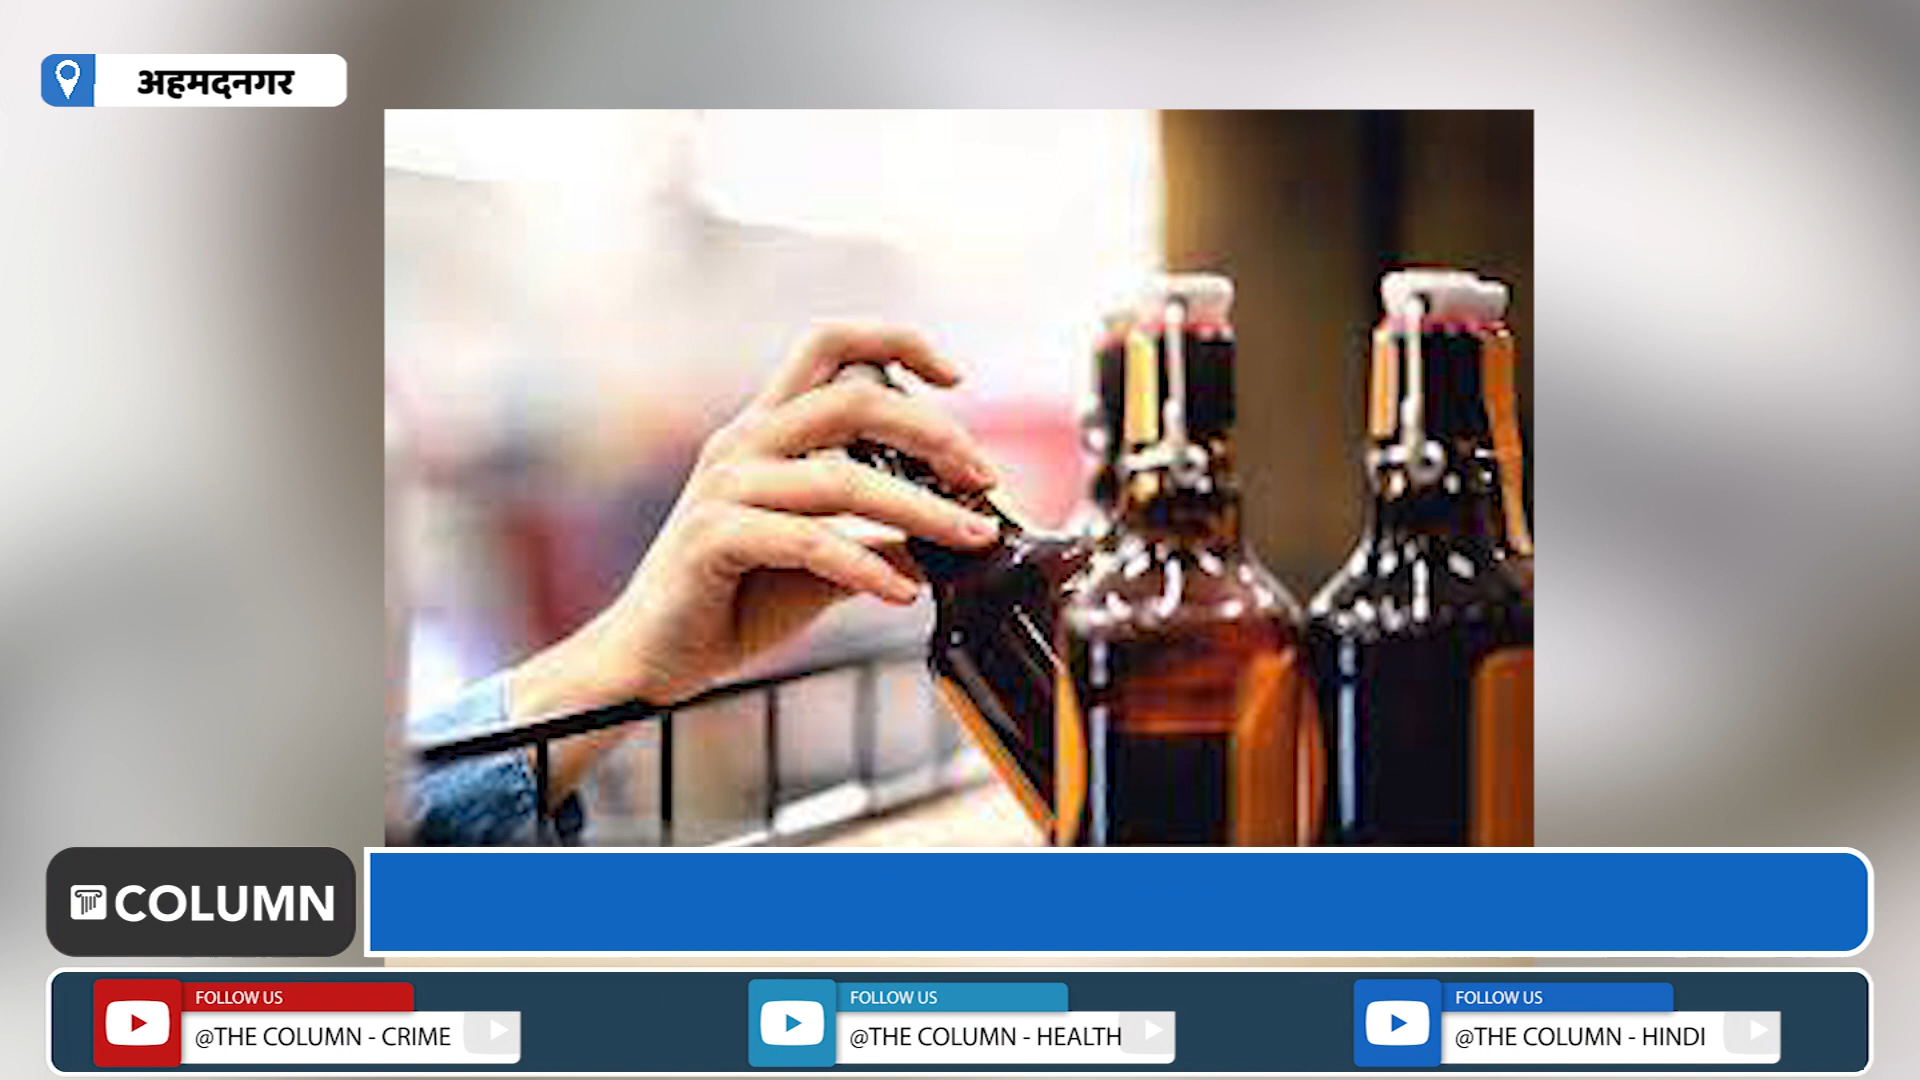 अहमदनगर
COLUMN
FOLLOW US
@THE COLUMN - CRIME
FOLLOW US
@THE COLUMN - HEALTH
FOLLOW US
@THE COLUMN - HINDI